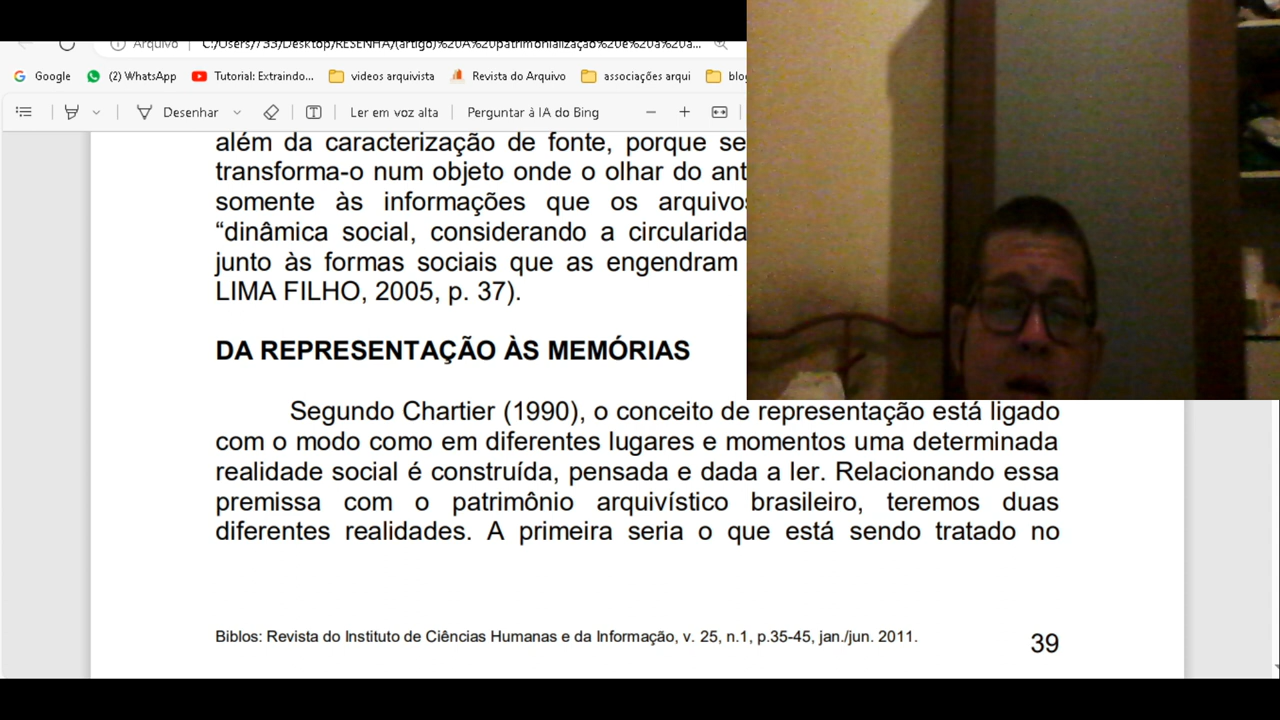 Arquivo C:/Users/733/Desktop/RESENHA/(artigo)%20A%20patrimonialização%20e%20a%20a...
Google (2) WhatsApp Tutorial: Extraindo... videos arquivista Revista do Arquivo associações arqui blog
Desenhar Ler em voz alta Perguntar à IA do Bing
além da caracterização de fonte, porque se
transforma-o num objeto onde o olhar do ant
somente às informações que os arquivos
“dinâmica social, considerando a circularida
junto às formas sociais que as engendram
LIMA FILHO, 2005, p. 37).
DA REPRESENTAÇÃO ÀS MEMÓRIAS
Segundo Chartier (1990), o conceito de representação está ligado
com o modo como em diferentes lugares e momentos uma determinada
realidade social é construída, pensada e dada a ler. Relacionando essa
premissa com o patrimônio arquivístico brasileiro, teremos duas
diferentes realidades. A primeira seria o que está sendo tratado no
Biblos: Revista do Instituto de Ciências Humanas e da Informação, v. 25, n.1, p.35-45, jan./jun. 2011.
39